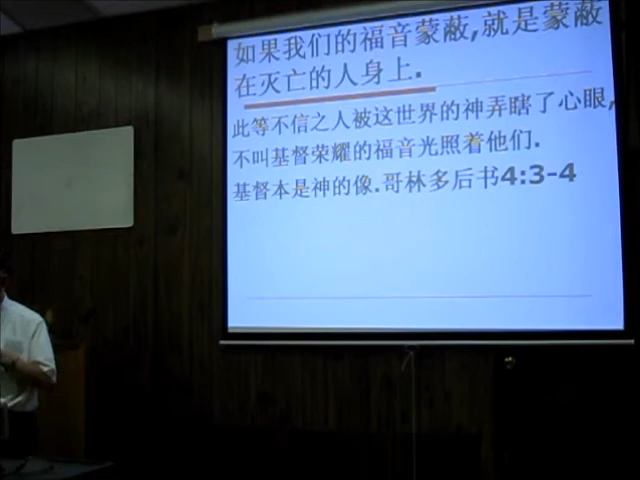 如果我们的福音蒙蔽,就是蒙蔽
在灭亡的人身上.
此等不信之人被这世界的神弄瞎了心眼,
不叫基督荣耀的福音光照着他们.
基督本是神的像.哥林多后书4:3-4